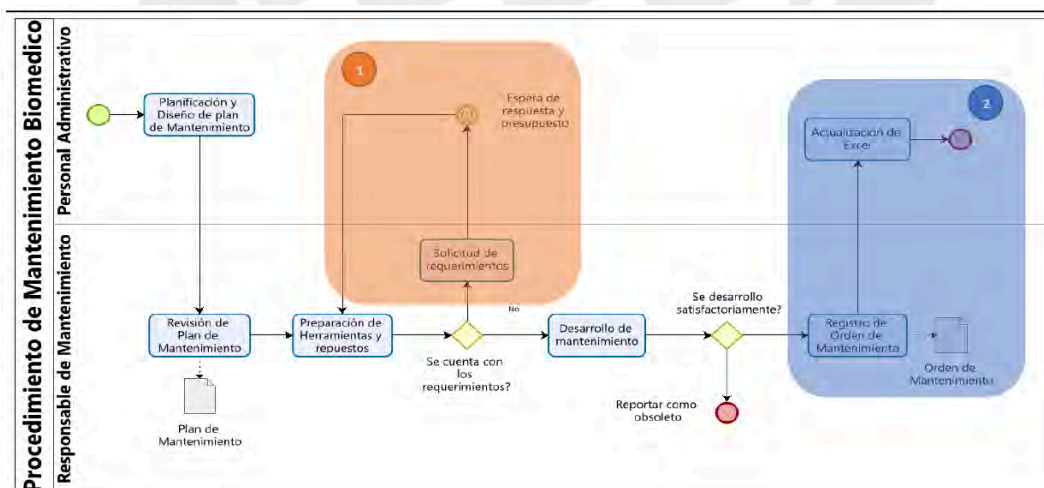 Procedimiento de Mantenimiento Biomedico
Personal Administrativo
Planificación y
Diseño de plan
de Mantenimiento
1
Espera de
respuesta y
presupuesto
2
Actualización de
Excel
Solicitud de
requerimientos
Responsable de Mantenimiento
Revisión de
Plan de
Mantenimiento
Plan de
Mantenimiento
Preparación de
Herramientas y
repuestos
No
Se cuenta con
los
requerimientos?
Desarrollo de
mantenimiento
Se desarrollo
satisfactoriamente?
Reportar como
obsoleto
Registro de
Orden de
Mantenimiento
Orden de
Mantenimiento